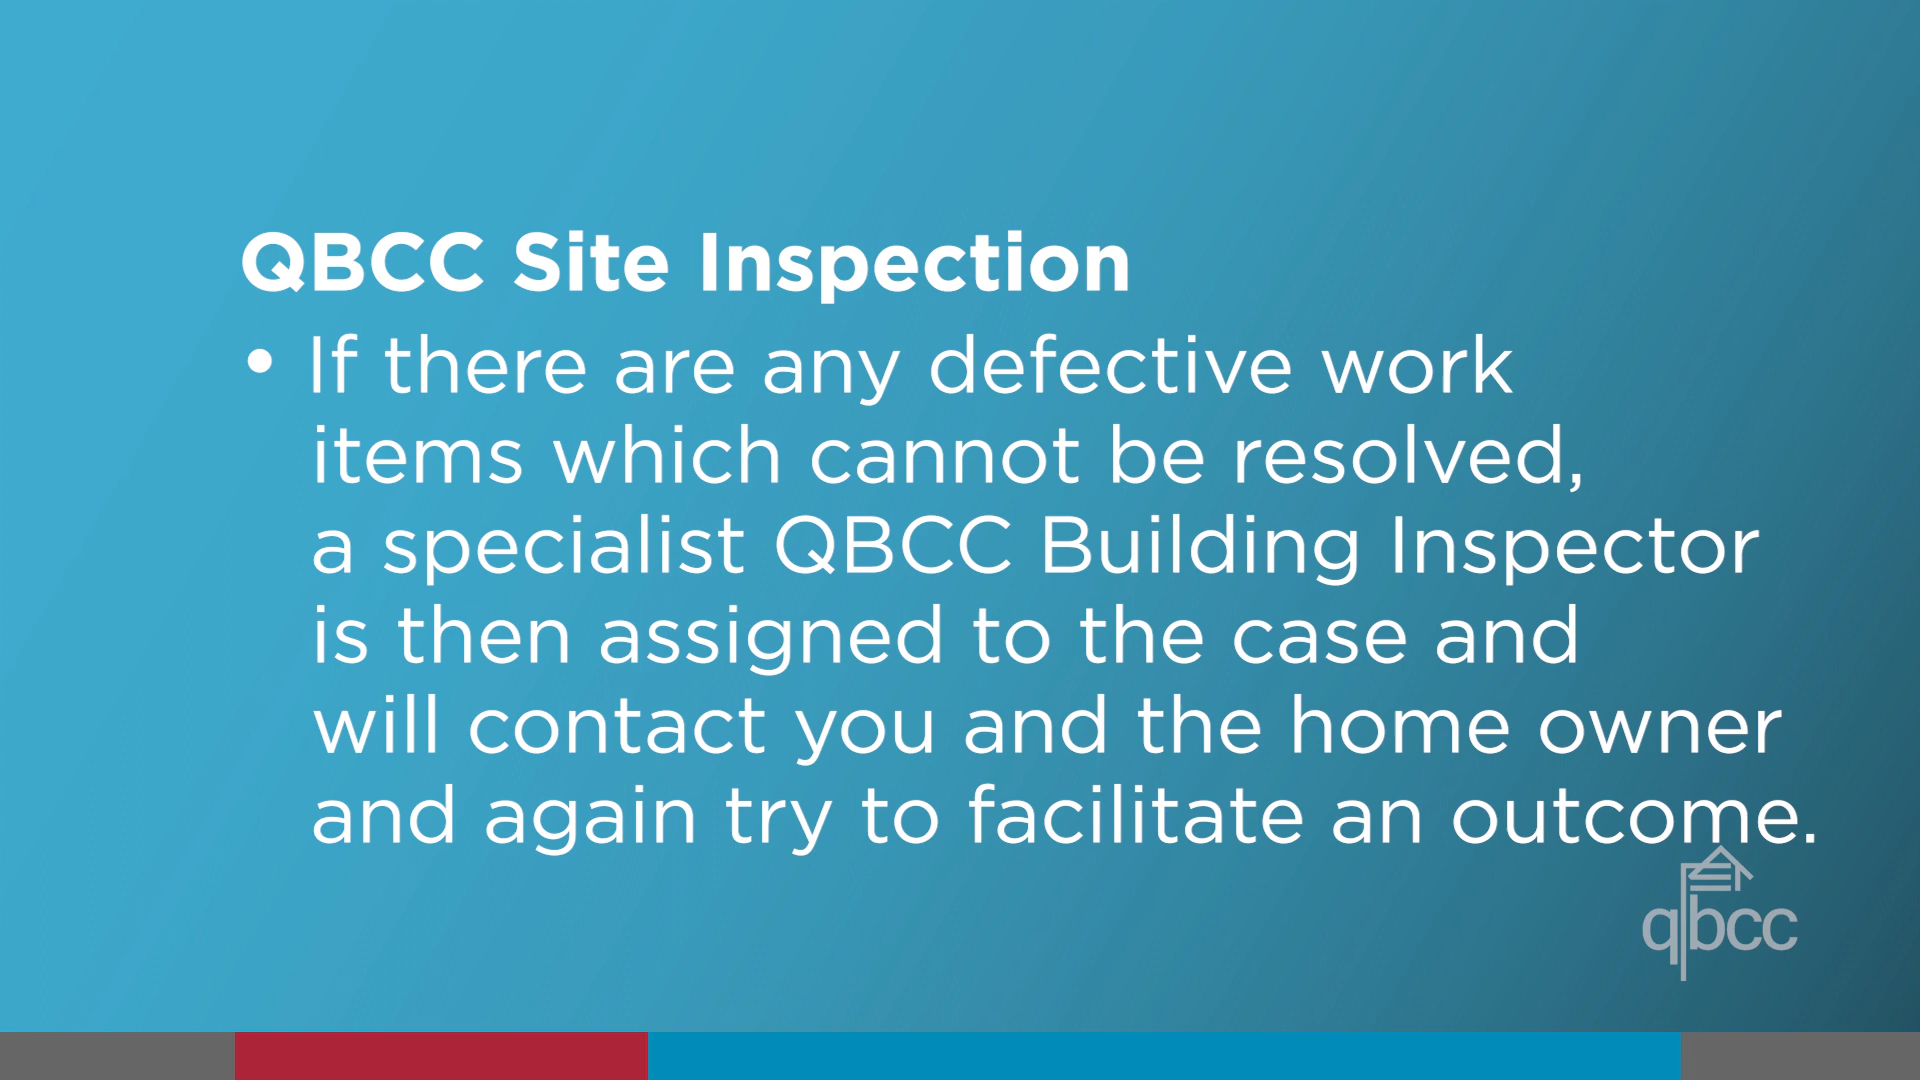 QBCC Site Inspection
• If there are any defective work
items which cannot be resolved,
a specialist QBCC Building Inspector
is then assigned to the case and
will contact you and the home owner
and again try to facilitate an outcome.
qbcc